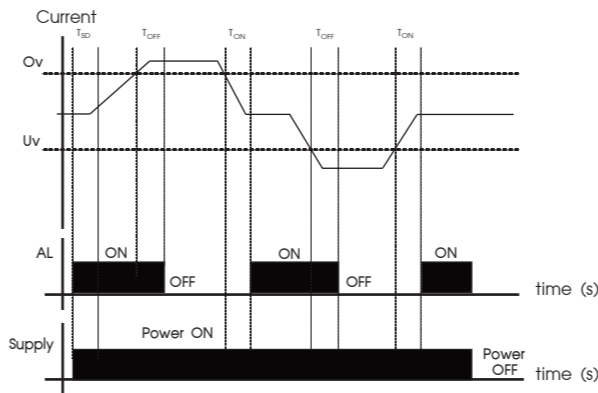 Current
TSD TOFF TON TOFF TON
Ov
Uv
AL
ON ON ON
OFF OFF
time (s)
Power ON
Supply
Power
OFF
time (s)